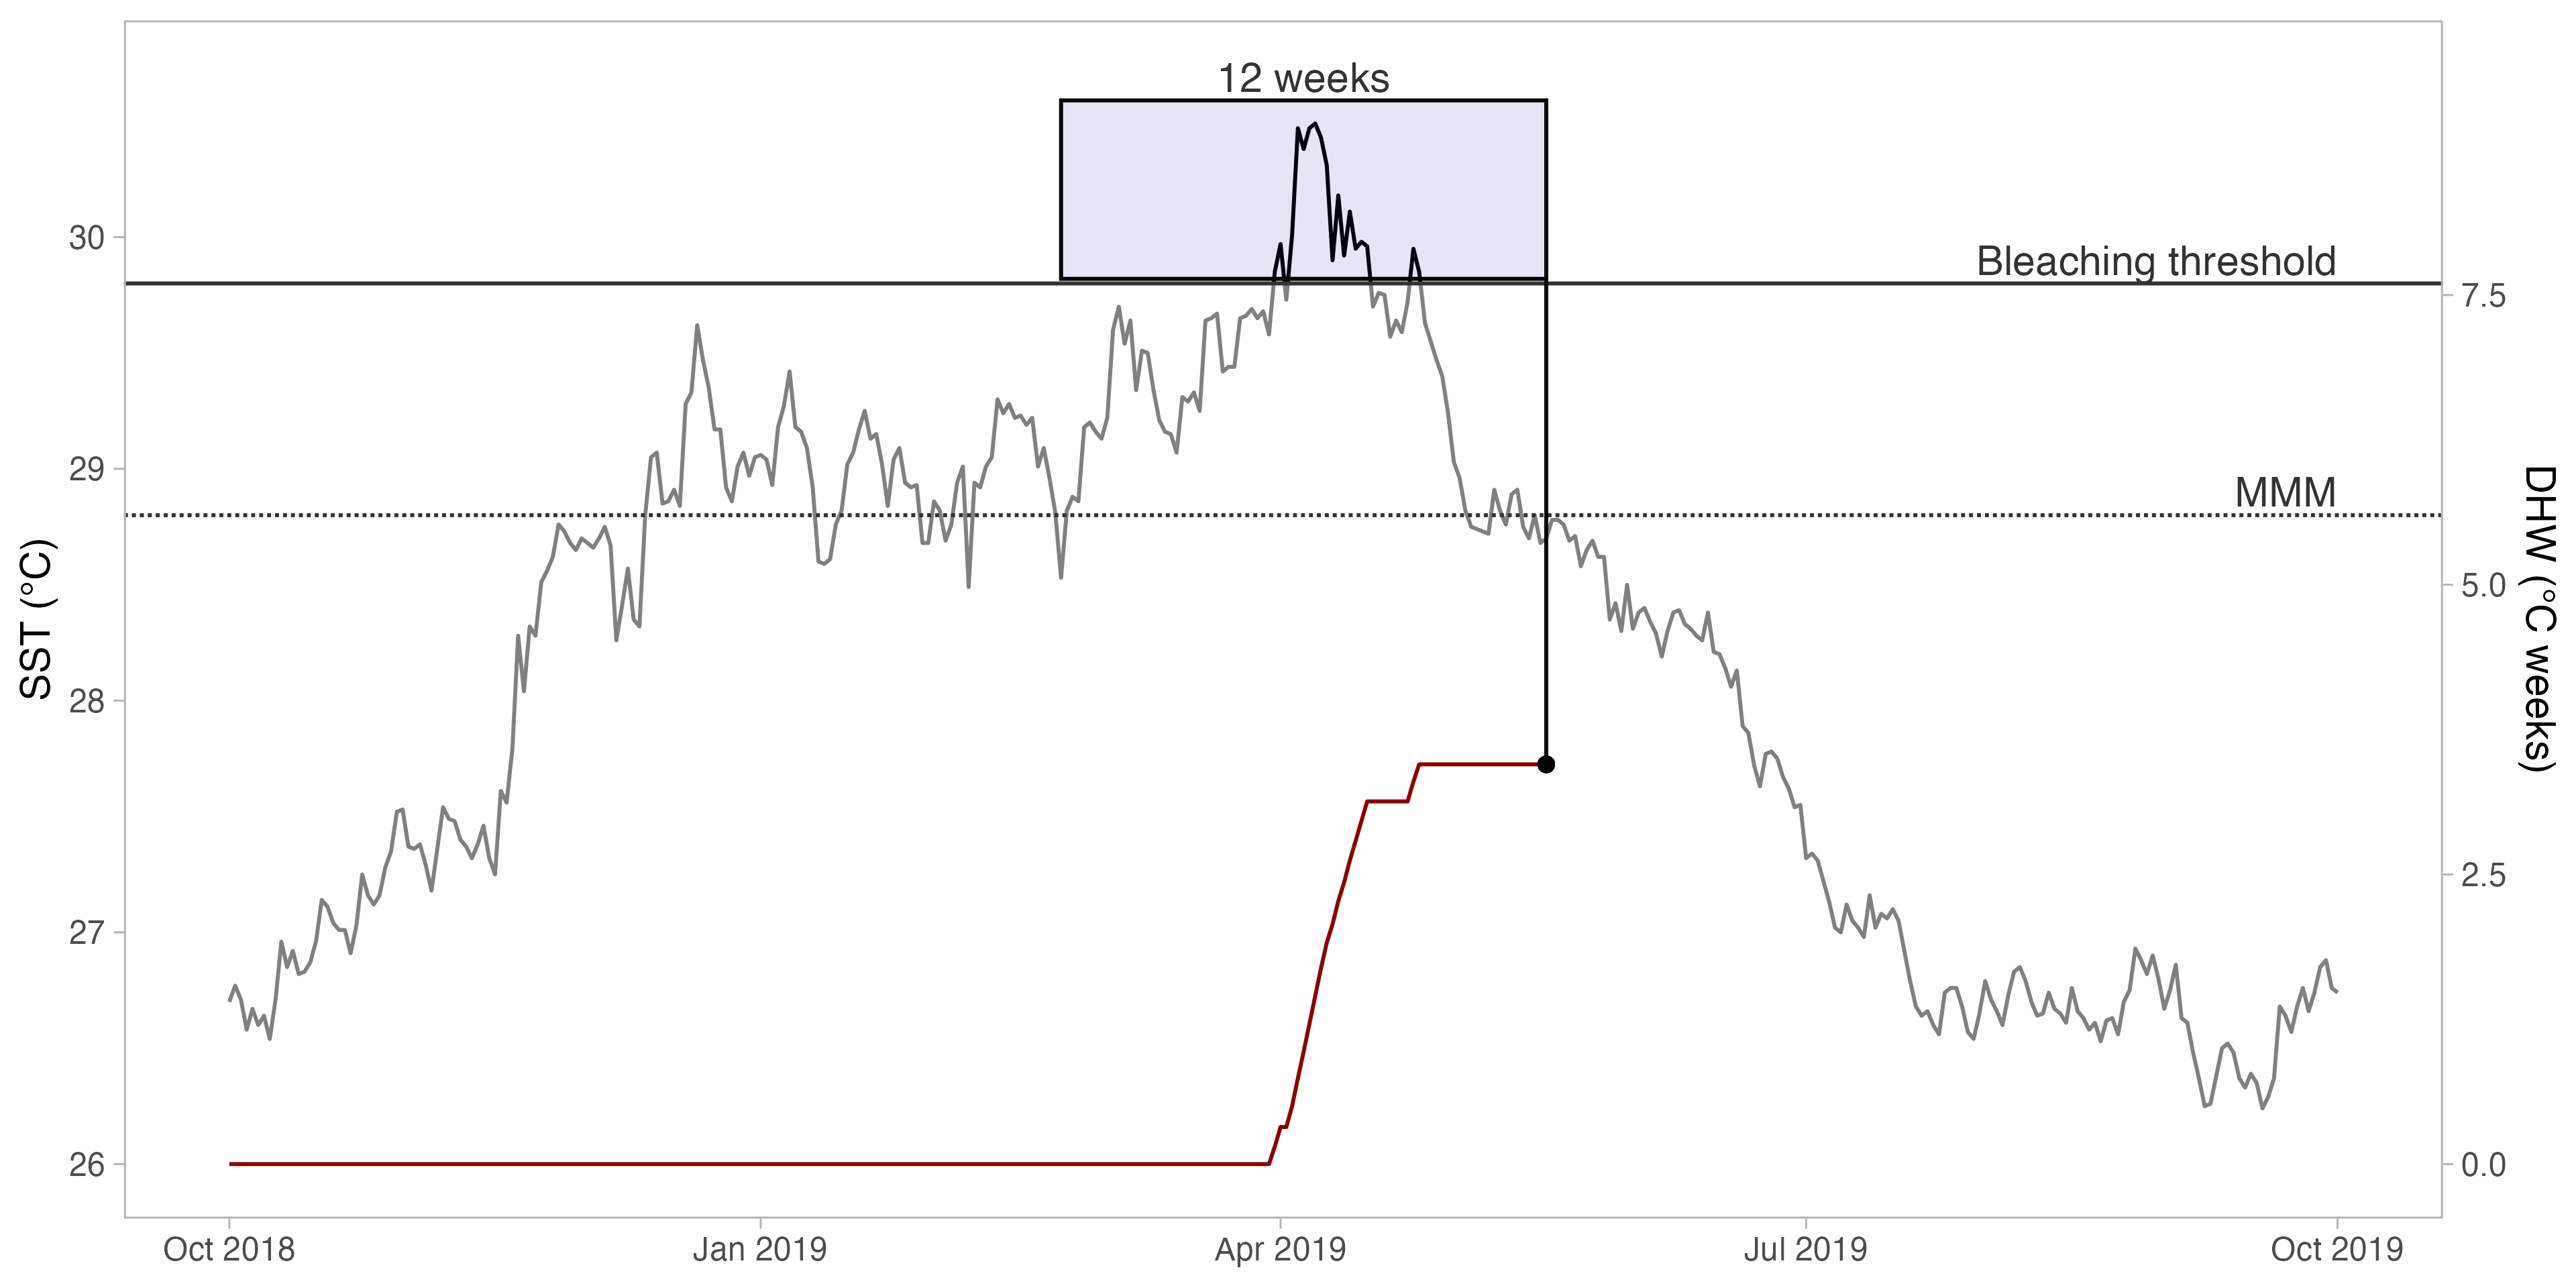 12 weeks
30
Bleaching threshold
7.5
29
MMM
SST (°C)
DHW (°C weeks)
5.0
28
27
2.5
26
0.0
Oct 2018
Jan 2019
Apr 2019
Jul 2019
Oct 2019